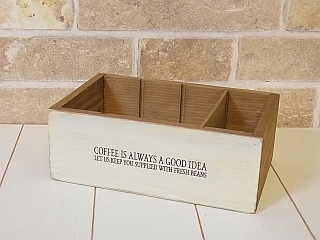 COFFEE IS ALWAYS A GOOD IDEA
LET US KEEP YOU SUPPLIED WITH FRESH BEANS